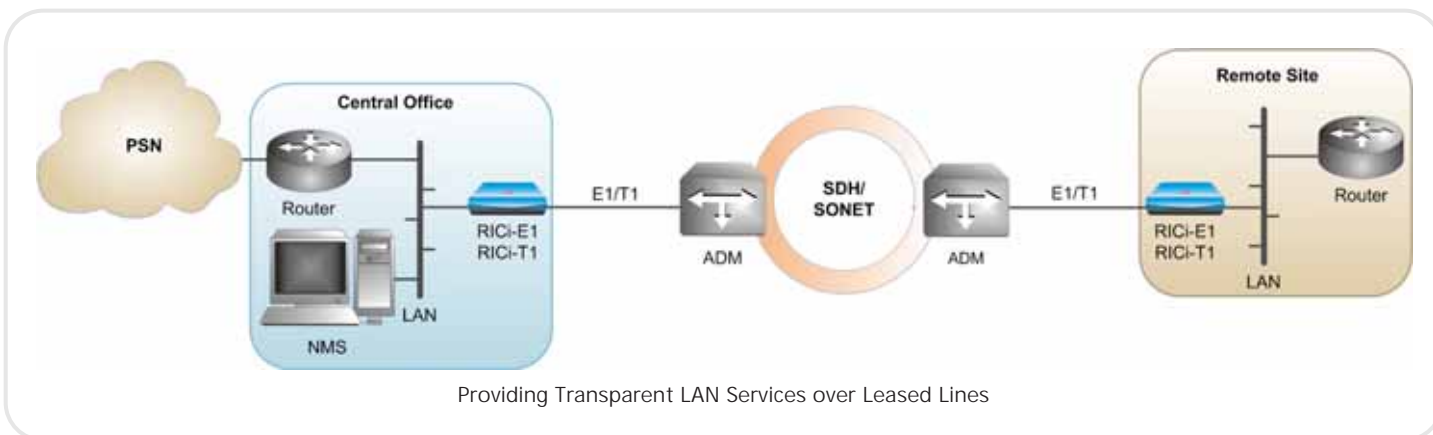 PSN
Central Office
Router
NMS
LAN
RICi-E1
RICi-T1
E1/T1
ADM
SDH/
SONET
ADM
E1/T1
Remote Site
RICi-E1
RICi-T1
LAN
Router
Providing Transparent LAN Services over Leased Lines